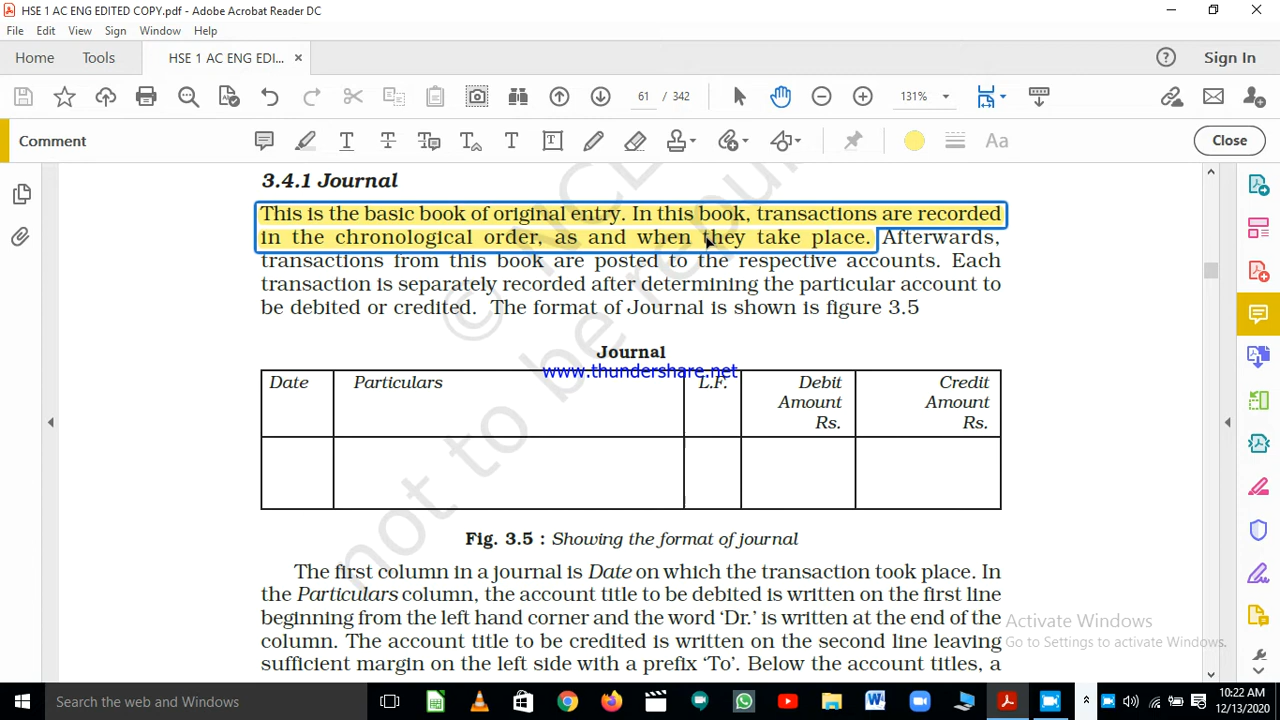 HSE 1 AC ENG EDITED COPY.pdf - Adobe Acrobat Reader DC
File Edit View Sign Window Help
Home Tools HSE 1 AC ENG EDI... × Sign In
61 / 342 131%
Comment Close
3.4.1 Journal
This is the basic book of original entry. In this book, transactions are recorded
in the chronological order, as and when they take place. Afterwards,
transactions from this book are posted to the respective accounts. Each
transaction is separately recorded after determining the particular account to
be debited or credited. The format of Journal is shown is figure 3.5
Journal
www.thundershare.net
Date Particulars L.F. Debit Credit
Amount Amount
Rs. Rs.
Fig. 3.5 : Showing the format of journal
The first column in a journal is Date on which the transaction took place. In
the Particulars column, the account title to be debited is written on the first line
beginning from the left hand corner and the word ‘Dr.’ is written at the end of the
column. The account title to be credited is written on the second line leaving
sufficient margin on the left side with a prefix ‘To’. Below the account titles, a
Activate Windows
Go to Settings to activate Windows.
not to be republ
© NCE
Search the web and Windows
10:22 AM
12/13/2020